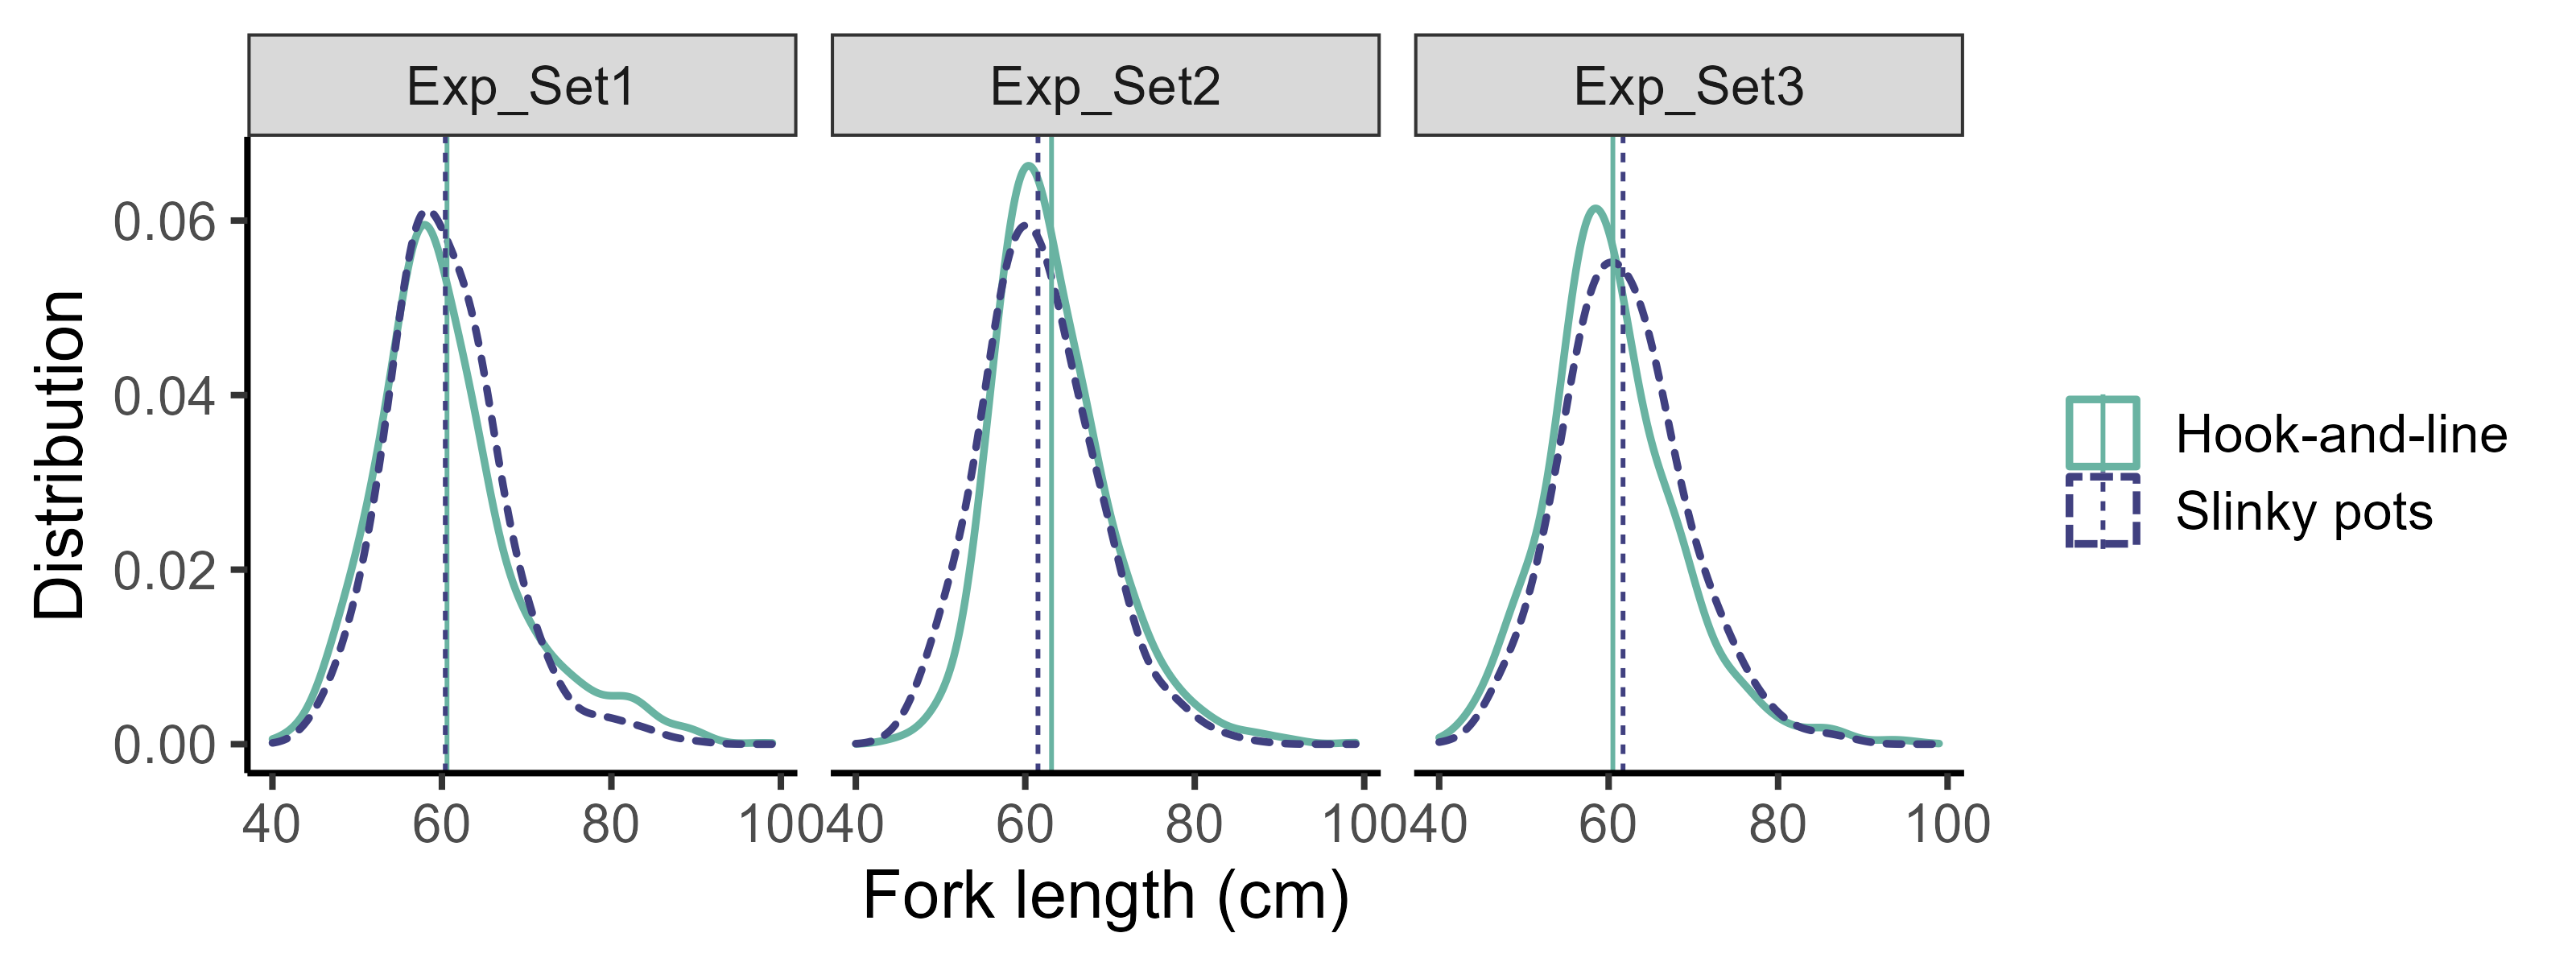 Exp_Set1
Exp_Set2
Exp_Set3
Distribution
0.06
0.04
0.02
0.00
40 60 80 100
40 60 80 100
40 60 80 100
Fork length (cm)
Hook-and-line
Slinky pots